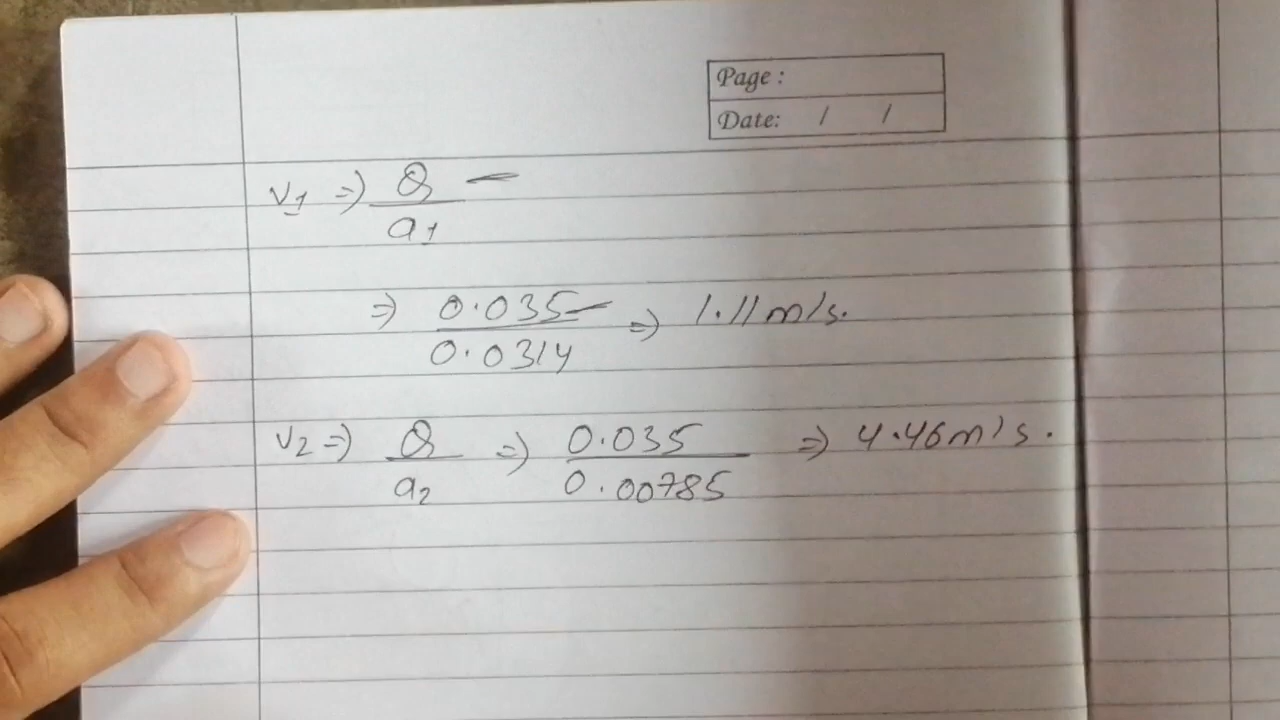 Page :
Date: / /
v1 => Q / a1
=> 0.035 / 0.0314 => 1.11 m/s.
v2 => Q / a2 => 0.035 / 0.00785 => 4.46 m/s.